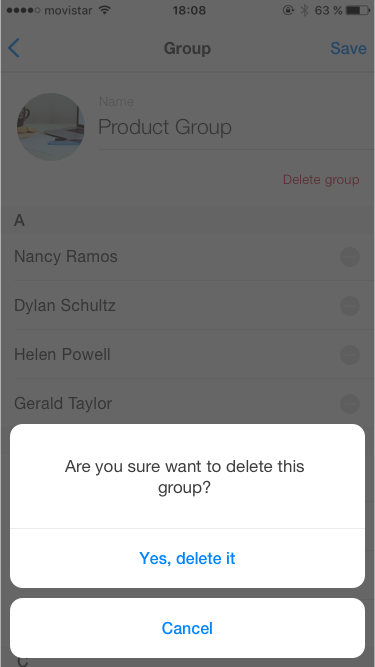 movistar 18:08 63 %
Group Save
Name
Product Group
Delete group
A
Nancy Ramos
Dylan Schultz
Helen Powell
Gerald Taylor
Are you sure want to delete this
group?
Yes, delete it
Cancel
C